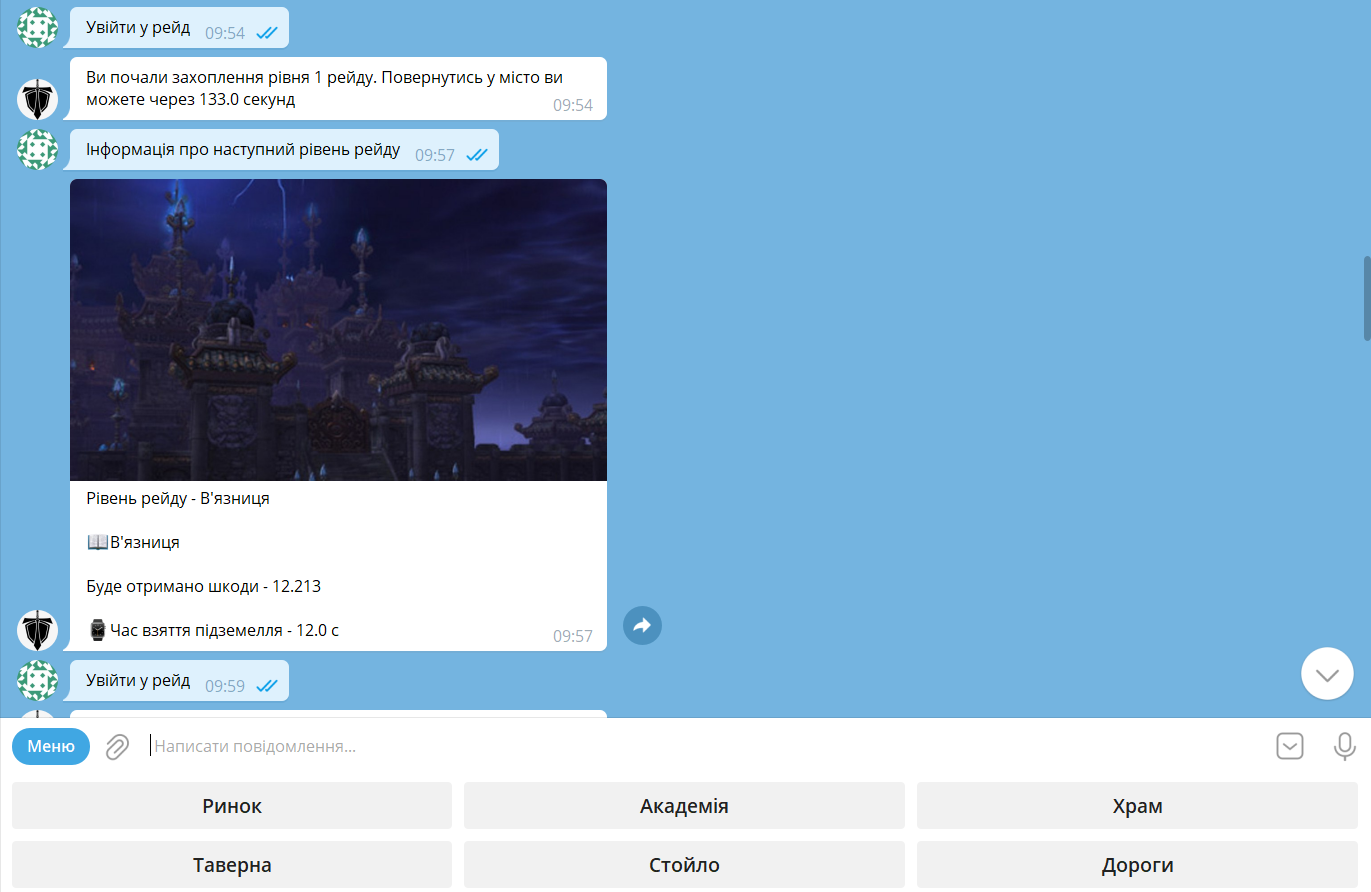 Увійти у рейд 09:54
Ви почали захоплення рівня 1 рейду. Повернутись у місто ви
можете через 133.0 секунд 09:54
Інформація про наступний рівень рейду 09:57
Рівень рейду - В'язниця
📖В'язниця
Буде отримано шкоди - 12.213
⌚Час взяття підземелля - 12.0 с 09:57
Увійти у рейд 09:59
Меню Написати повідомлення...
Ринок Академія Храм
Таверна Стойло Дороги